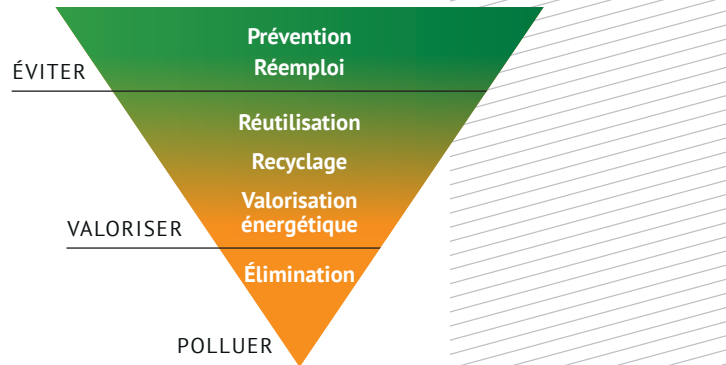 Prévention
Réemploi
ÉVITER
Réutilisation
Recyclage
Valorisation
énergétique
VALORISER
Élimination
POLLUER